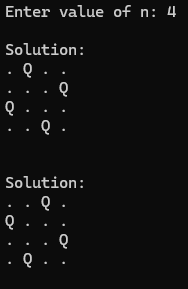 Enter value of n: 4
Solution:
. Q . .
. . . Q
Q . . .
. . Q .
Solution:
. . Q .
Q . . .
. . . Q
. Q . .